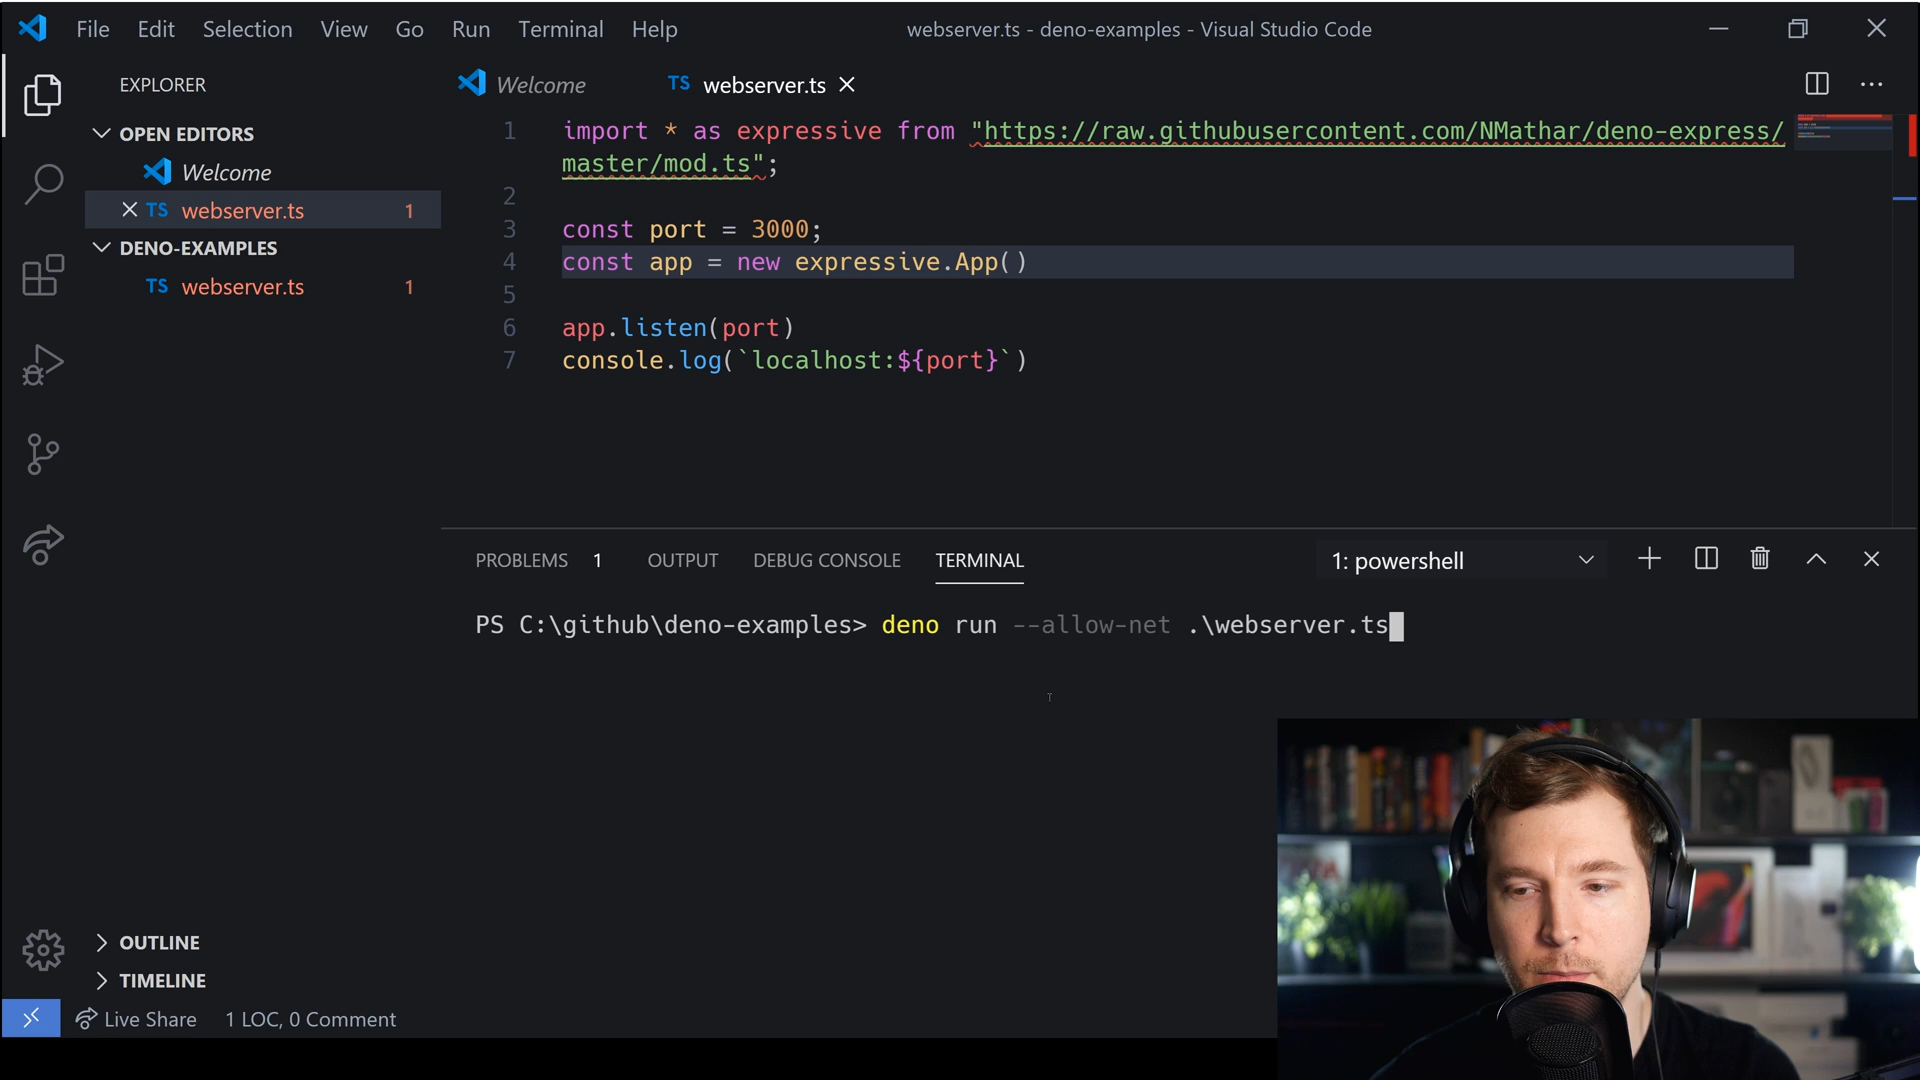 File Edit Selection View Go Run Terminal Help
webserver.ts - deno-examples - Visual Studio Code
EXPLORER
OPEN EDITORS
Welcome
TS webserver.ts 1
DENO-EXAMPLES
TS webserver.ts 1
Welcome TS webserver.ts
1 import * as expressive from "https://raw.githubusercontent.com/NMathar/deno-express/
master/mod.ts";
2
3 const port = 3000;
4 const app = new expressive.App()
5
6 app.listen(port)
7 console.log(`localhost:${port}`)
PROBLEMS 1 OUTPUT DEBUG CONSOLE TERMINAL 1: powershell
PS C:\github\deno-examples> deno run --allow-net .\webserver.ts
OUTLINE
TIMELINE
Live Share 1 LOC, 0 Comment